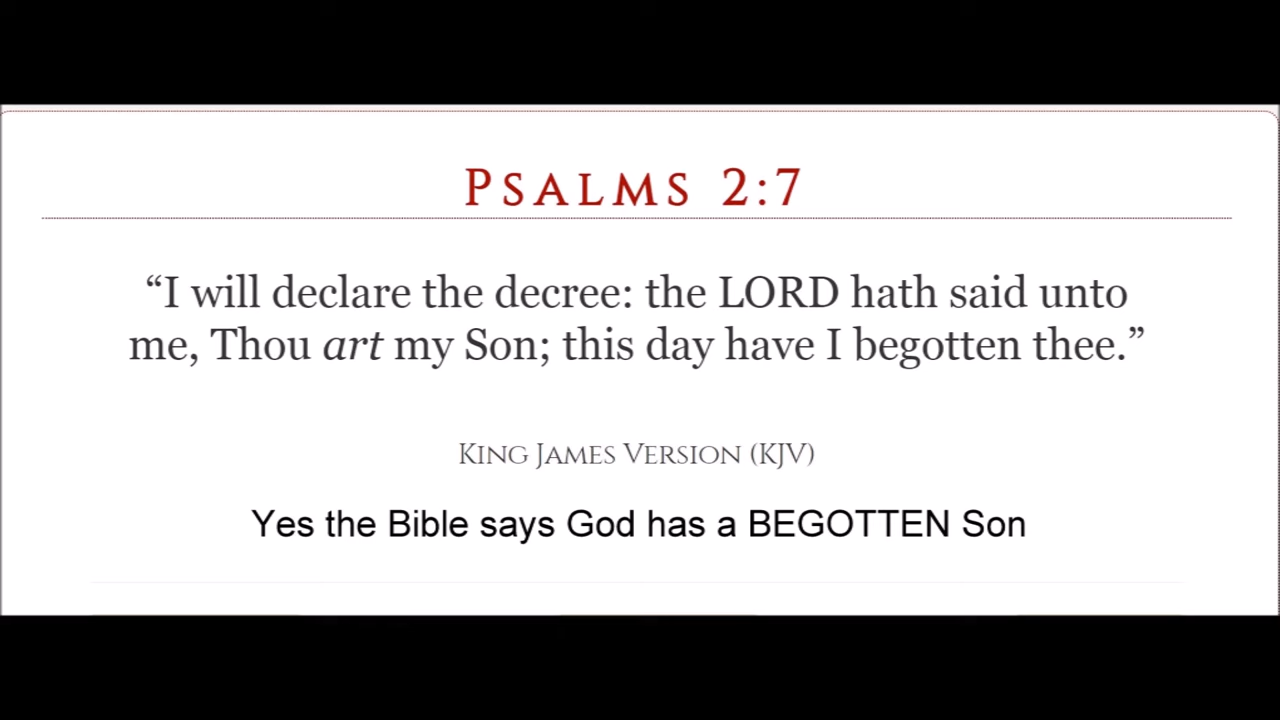 PSALMS 2:7
“I will declare the decree: the LORD hath said unto
me, Thou art my Son; this day have I begotten thee.”
KING JAMES VERSION (KJV)
Yes the Bible says God has a BEGOTTEN Son